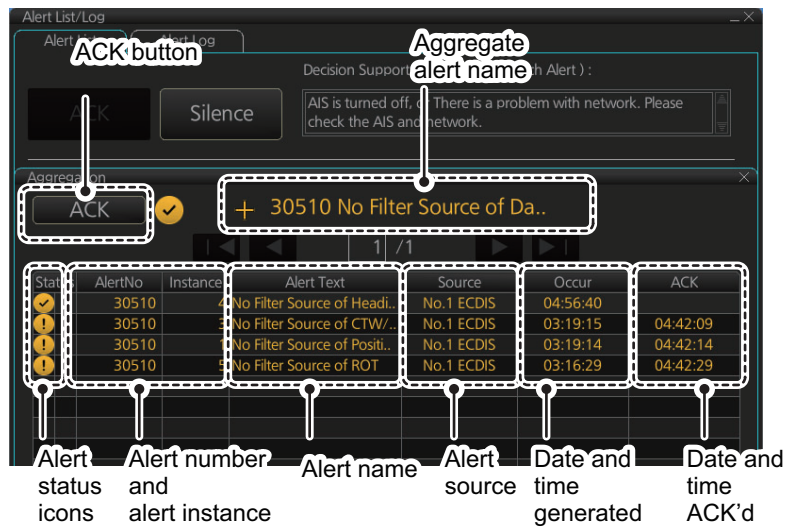 Alert List/Log
Alert List Alert Log
ACK button
Aggregate
alert name
Decision Support
ch Alert ) :
ACK
Silence
AIS is turned off, or There is a problem with network. Please
check the AIS and network.
Aggregation
ACK
+ 30510 No Filter Source of Da..
1 /1
Status AlertNo Instance Alert Text Source Occur ACK
30510 4 No Filter Source of Headi.. No.1 ECDIS 04:56:40
30510 3 No Filter Source of CTW/.. No.1 ECDIS 03:19:15 04:42:09
30510 1 No Filter Source of Positi.. No.1 ECDIS 03:19:14 04:42:14
30510 5 No Filter Source of ROT No.1 ECDIS 03:16:29 04:42:29
Alert
status
icons
Alert number
and
alert instance
Alert name
Alert
source
Date and
time
generated
Date and
time
ACK'd